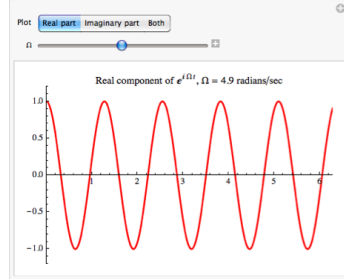 Plot Real part Imaginary part Both
Ω
Real component of e^{iΩt}, Ω = 4.9 radians/sec
1.0
0.5
0.0
1 2 3 4 5 6
-0.5
-1.0